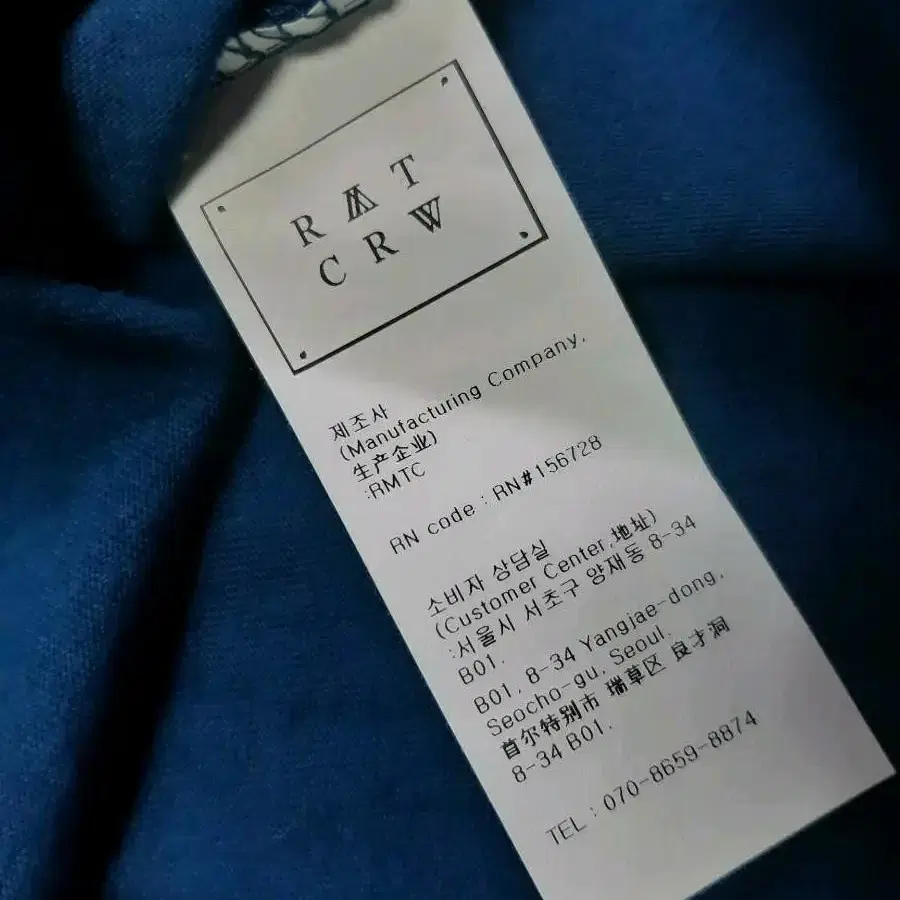 RMT
CRW
제조사
(Manufacturing Company,
生产企业)
:RMTC
RN code : RN#156728
소비자 상담실
(Customer Center,地址)
:서울시 서초구 양재동 8-34
B01.
B01, 8-34 Yangjae-dong,
Seocho-gu, Seoul.
首尔特别市 瑞草区 良才洞
8-34 B01.
TEL : 070-8659-8874